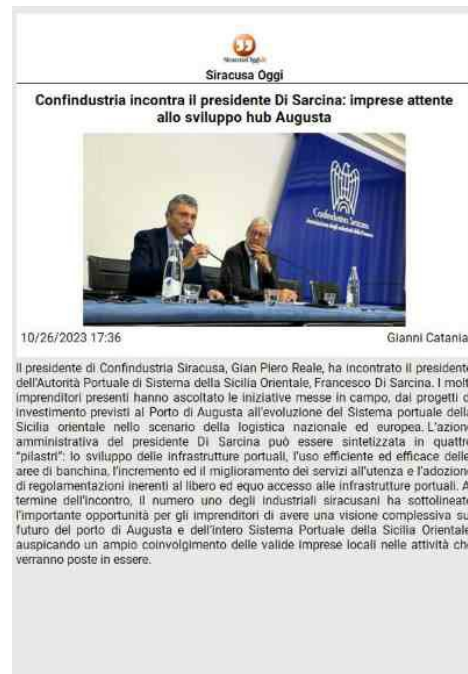 Siracusa Oggi
Confindustria incontra il presidente Di Sarcina: imprese attente
allo sviluppo hub Augusta
Confindustria Siracusa
10/26/2023 17:36
Gianni Catania
Il presidente di Confindustria Siracusa, Gian Piero Reale, ha incontrato il presidente
dell'Autorità Portuale di Sistema della Sicilia Orientale, Francesco Di Sarcina. I molt
imprenditori presenti hanno ascoltato le iniziative messe in campo, dai progetti d
investimento previsti al Porto di Augusta all'evoluzione del Sistema portuale della
Sicilia orientale nello scenario della logistica nazionale ed europea. L'azione
amministrativa del presidente Di Sarcina può essere sintetizzata in quattro
"pilastri": lo sviluppo delle infrastrutture portuali, l'uso efficiente ed efficace delle
aree di banchina, l'incremento ed il miglioramento dei servizi all'utenza e l'adozione
di regolamentazioni inerenti al libero ed equo accesso alle infrastrutture portuali. A
termine dell'incontro, il numero uno degli industriali siracusani ha sottolineato
l'importante opportunità per gli imprenditori di avere una visione complessiva su
futuro del porto di Augusta e dell'intero Sistema Portuale della Sicilia Orientale
auspicando un ampio coinvolgimento delle valide imprese locali nelle attività che
verranno poste in essere.